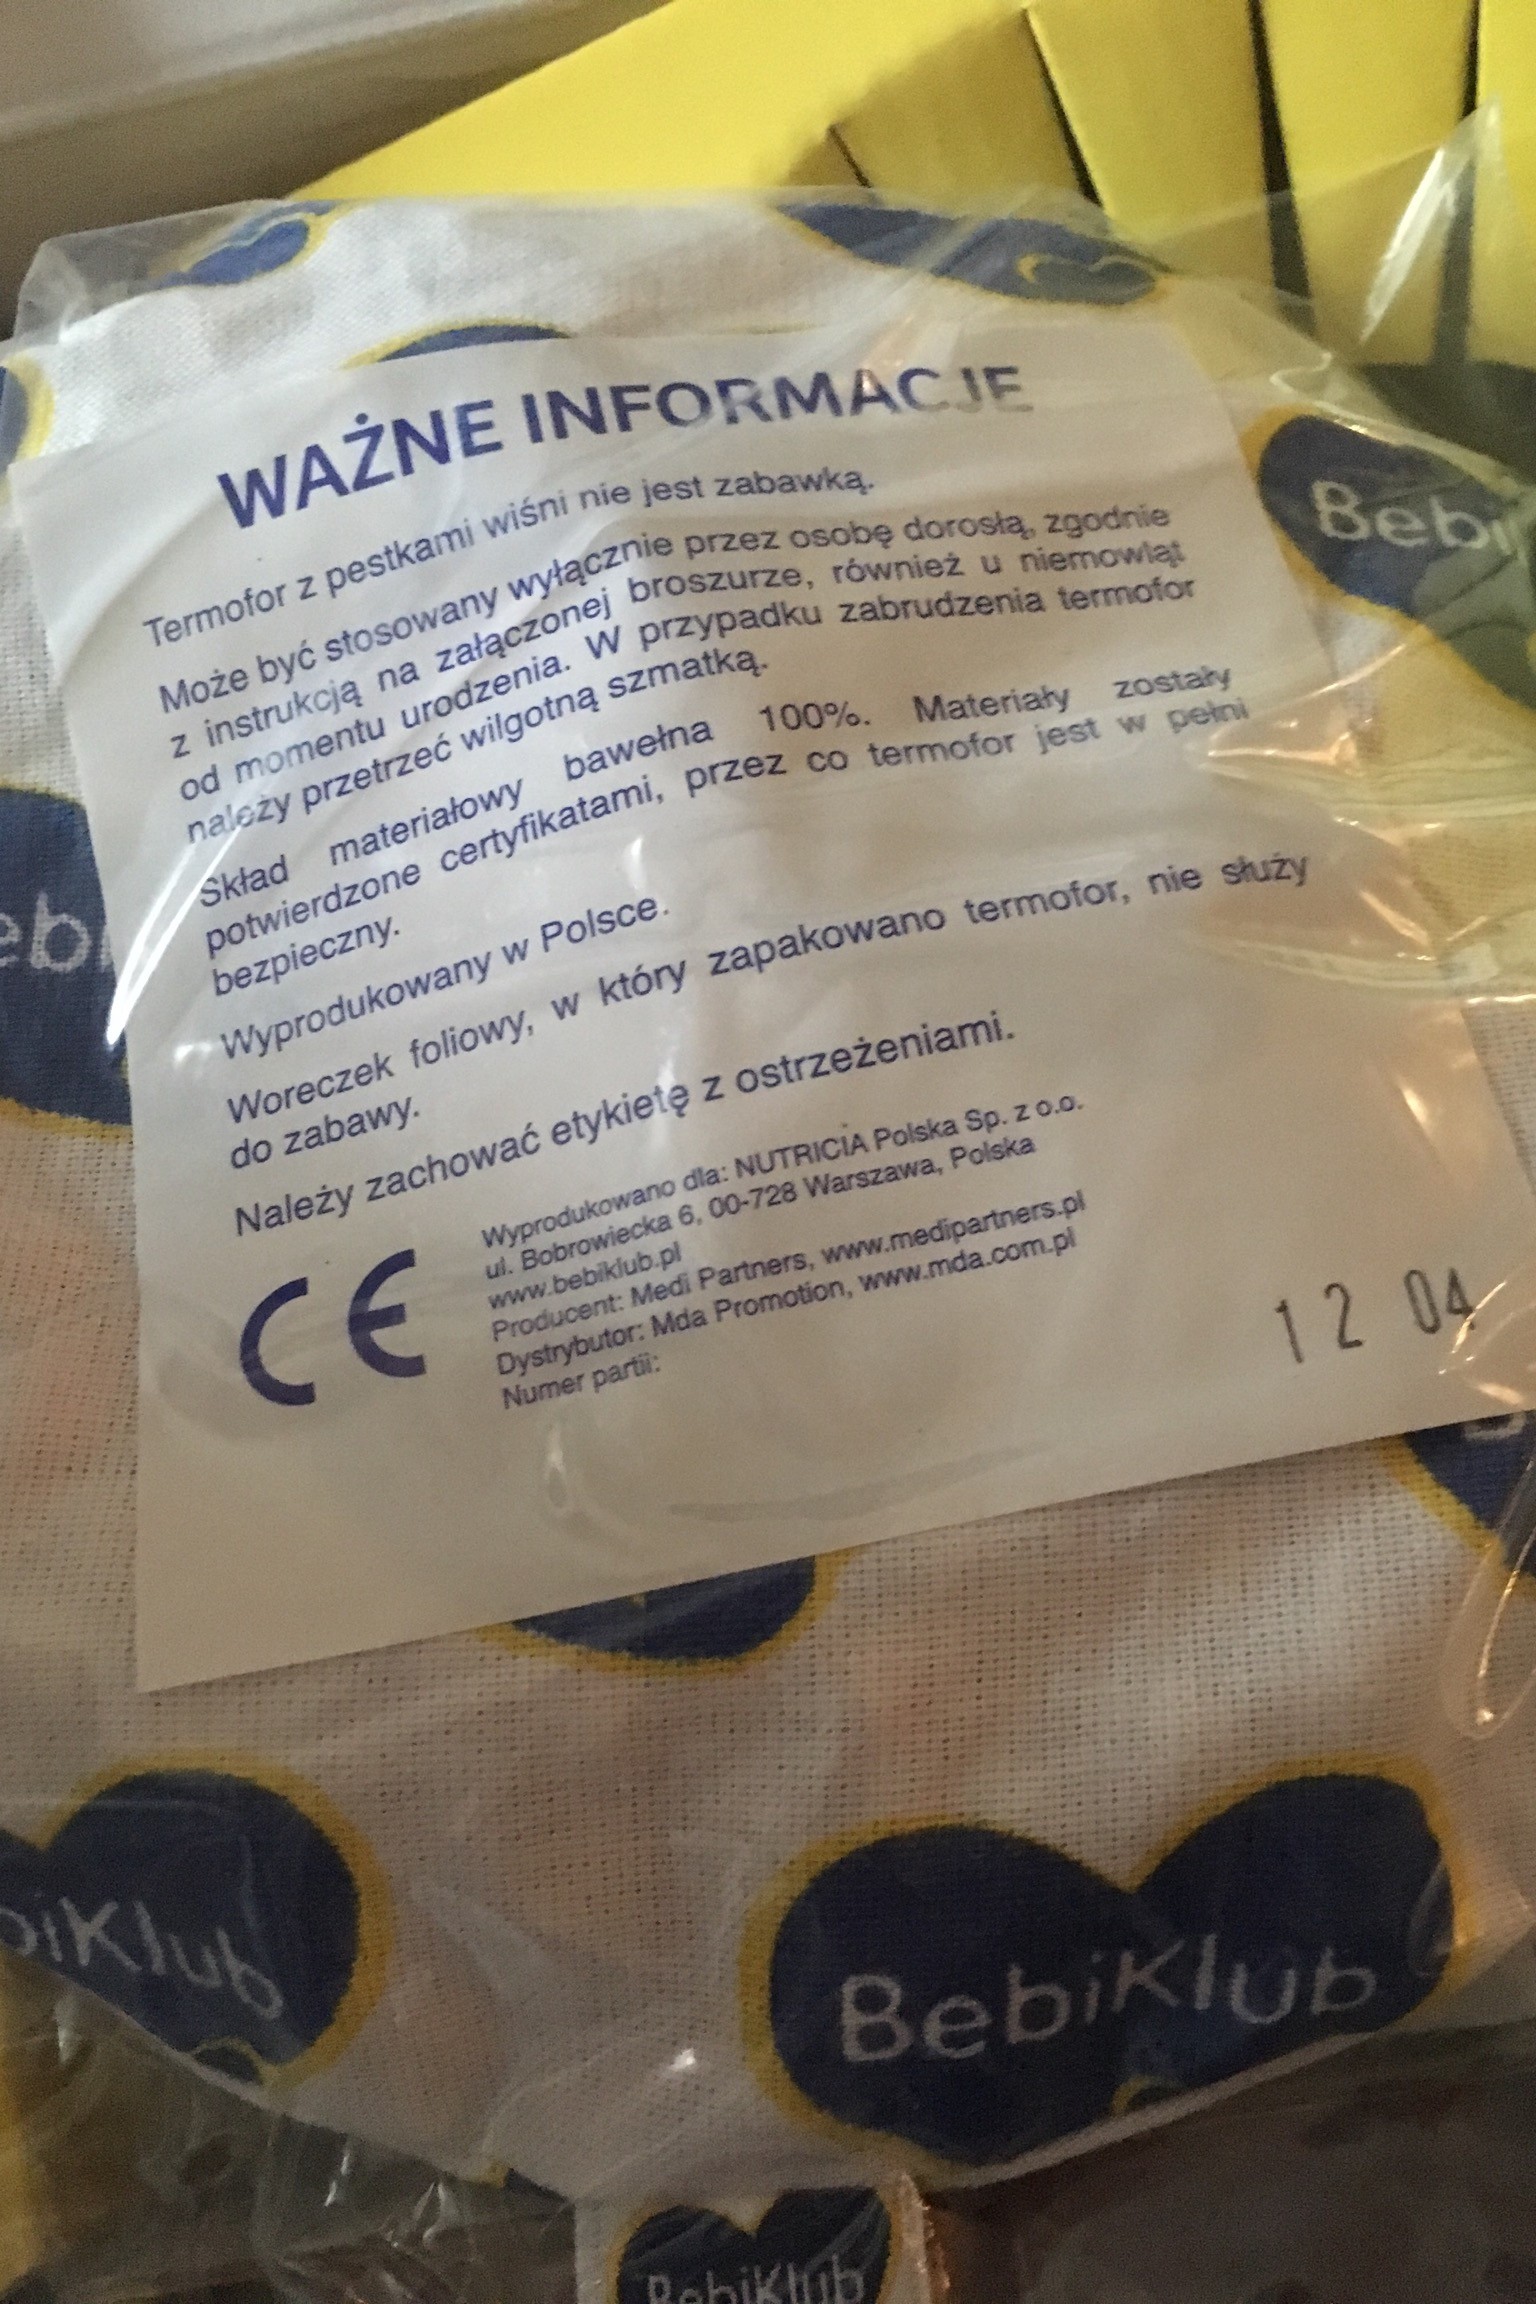 WAŻNE INFORMACJE
Termofor z pestkami wiśni nie jest zabawką.
Może być stosowany wyłącznie przez osobę dorosłą, zgodnie
z instrukcją na załączonej broszurze, również u niemowląt
od momentu urodzenia. W przypadku zabrudzenia termofor
należy przetrzeć wilgotną szmatką.
Skład materiałowy bawełna 100%. Materiały zostały
potwierdzone certyfikatami, przez co termofor jest w pełni
bezpieczny.
Wyprodukowany w Polsce.
Woreczek foliowy, w który zapakowano termofor, nie służy
do zabawy.
Należy zachować etykietę z ostrzeżeniami.
CE
Wyprodukowano dla: NUTRICIA Polska Sp. z o.o.
ul. Bobrowiecka 6, 00-728 Warszawa, Polska
www.bebiklub.pl
Producent: Medi Partners, www.medipartners.pl
Dystrybutor: Mda Promotion, www.mda.com.pl
Numer partii:
12 04
Bebi
eb
biKlub
BebiKlub
BebiKlub